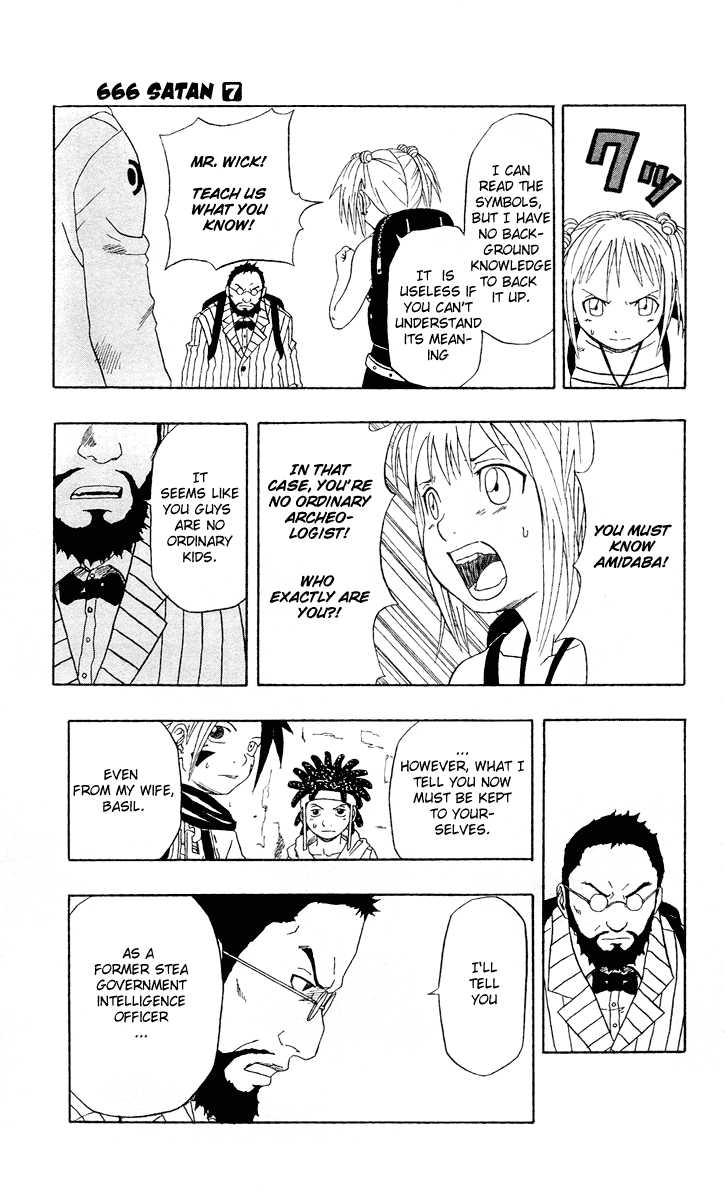 666 SATAN 7
クッ
I CAN
READ THE
SYMBOLS,
BUT I HAVE
NO BACK-
GROUND
KNOWLEDGE
TO BACK
IT UP.
IT IS
USELESS IF
YOU CAN'T
UNDERSTAND
ITS MEAN-
ING
MR. WICK!
TEACH US
WHAT YOU
KNOW!
YOU MUST
KNOW
AMIDABA!
IN THAT
CASE, YOU'RE
NO ORDINARY
ARCHEO-
LOGIST!
WHO
EXACTLY ARE
YOU?!
IT
SEEMS LIKE
YOU GUYS
ARE NO
ORDINARY
KIDS.
...
HOWEVER, WHAT I
TELL YOU NOW
MUST BE KEPT
TO YOUR-
SELVES.
EVEN
FROM MY WIFE,
BASIL.
I'LL
TELL
YOU
AS A
FORMER STEA
GOVERNMENT
INTELLIGENCE
OFFICER
...